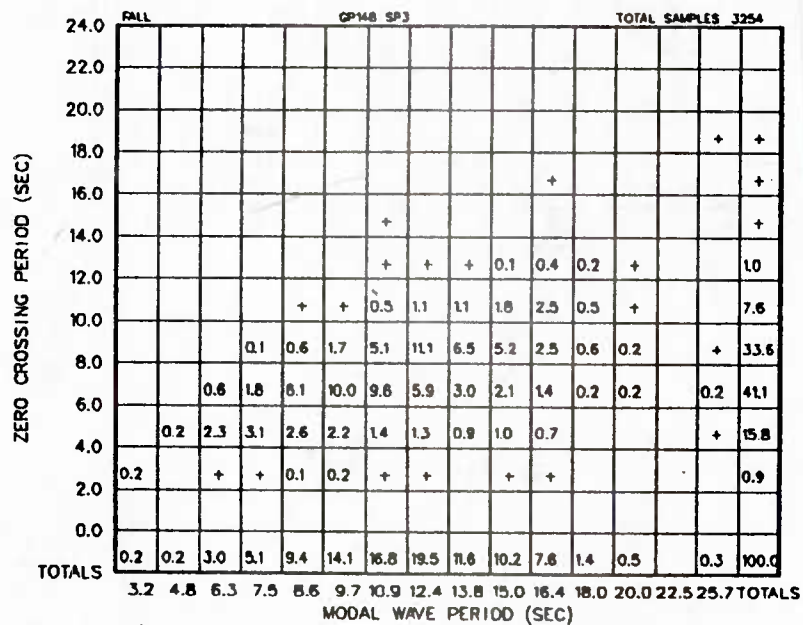 FALL GP148 SP3 TOTAL SAMPLES 3254
24.0
22.0
20.0
+ +
18.0
+ +
16.0
+ +
14.0
+ + + 0.1 0.4 0.2 + 1.0
12.0
+ + 0.5 1.1 1.1 1.8 2.5 0.5 + 7.6
10.0
0.1 0.6 1.7 5.1 11.1 6.5 5.2 2.5 0.6 0.2 + 33.6
8.0
0.6 1.8 6.1 10.0 9.6 5.9 3.0 2.1 1.4 0.2 0.2 0.2 41.1
6.0
0.2 2.3 3.1 2.6 2.2 1.4 1.3 0.9 1.0 0.7 + 15.8
4.0
0.2 + + 0.1 0.2 + + + + 0.9
2.0
0.0
TOTALS 0.2 0.2 3.0 5.1 9.4 14.1 16.8 19.5 11.6 10.2 7.6 1.4 0.5 0.3 100.0
3.2 4.8 6.3 7.5 8.6 9.7 10.9 12.4 13.8 15.0 16.4 18.0 20.0 22.5 25.7 TOTALS
MODAL WAVE PERIOD (SEC)
ZERO CROSSING PERIOD (SEC)